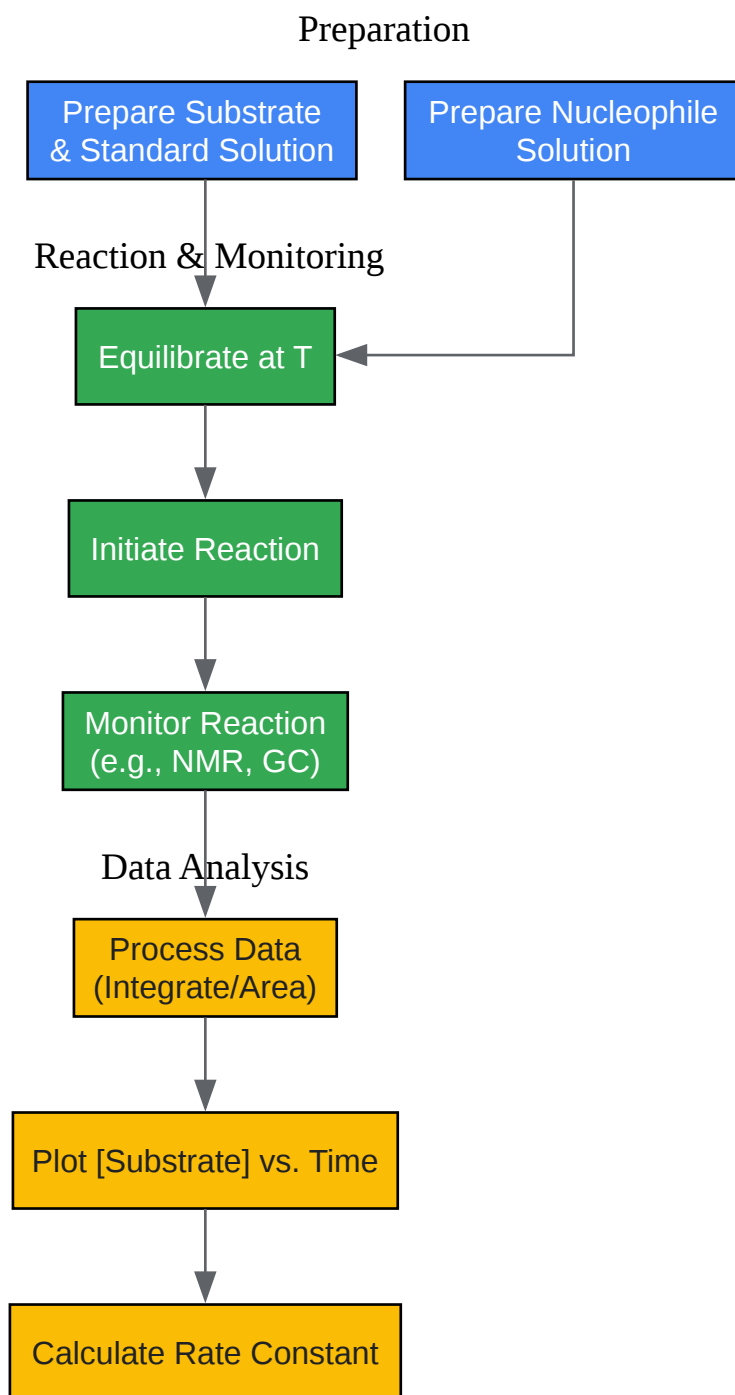 Preparation
Prepare Substrate
& Standard Solution
Prepare Nucleophile
Solution
Reaction & Monitoring
Equilibrate at T
Initiate Reaction
Monitor Reaction
(e.g., NMR, GC)
Data Analysis
Process Data
(Integrate/Area)
Plot [Substrate] vs. Time
Calculate Rate Constant